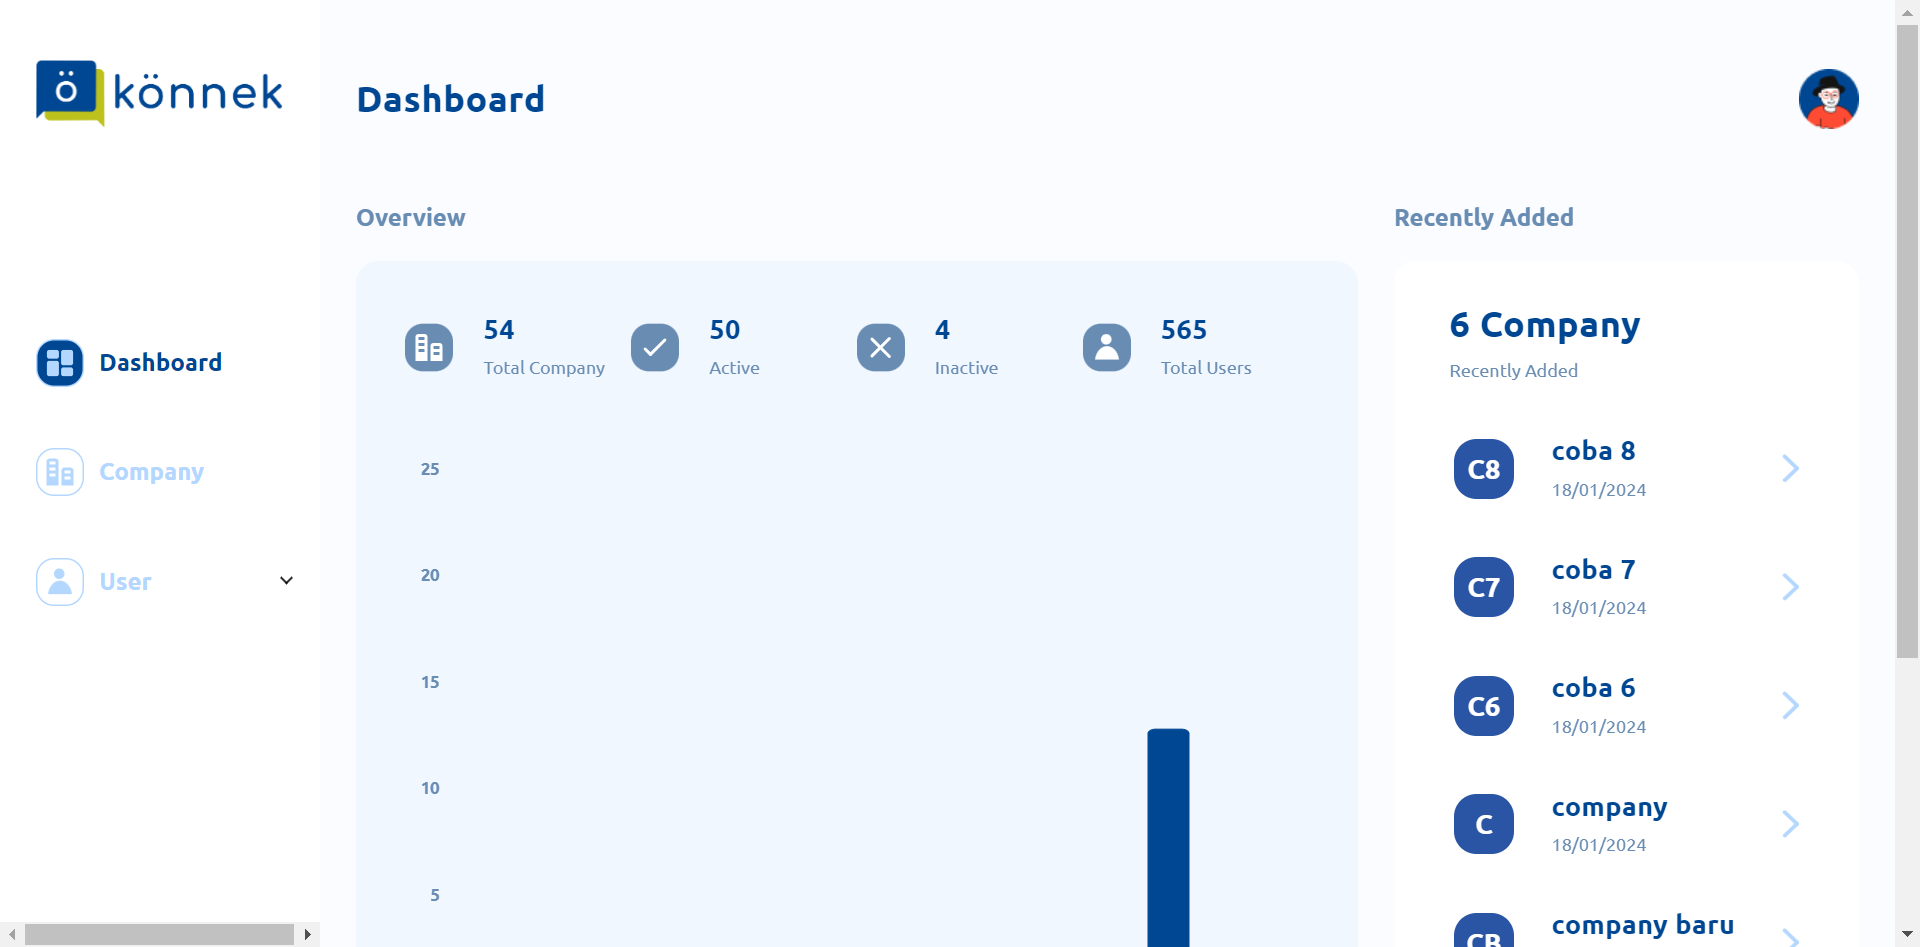 ö könnek
Dashboard
Overview
Recently Added
54
Total Company
50
Active
4
Inactive
565
Total Users
25
20
15
10
5
6 Company
Recently Added
C8
coba 8
18/01/2024
C7
coba 7
18/01/2024
C6
coba 6
18/01/2024
C
company
18/01/2024
CB
company baru
Dashboard
Company
User